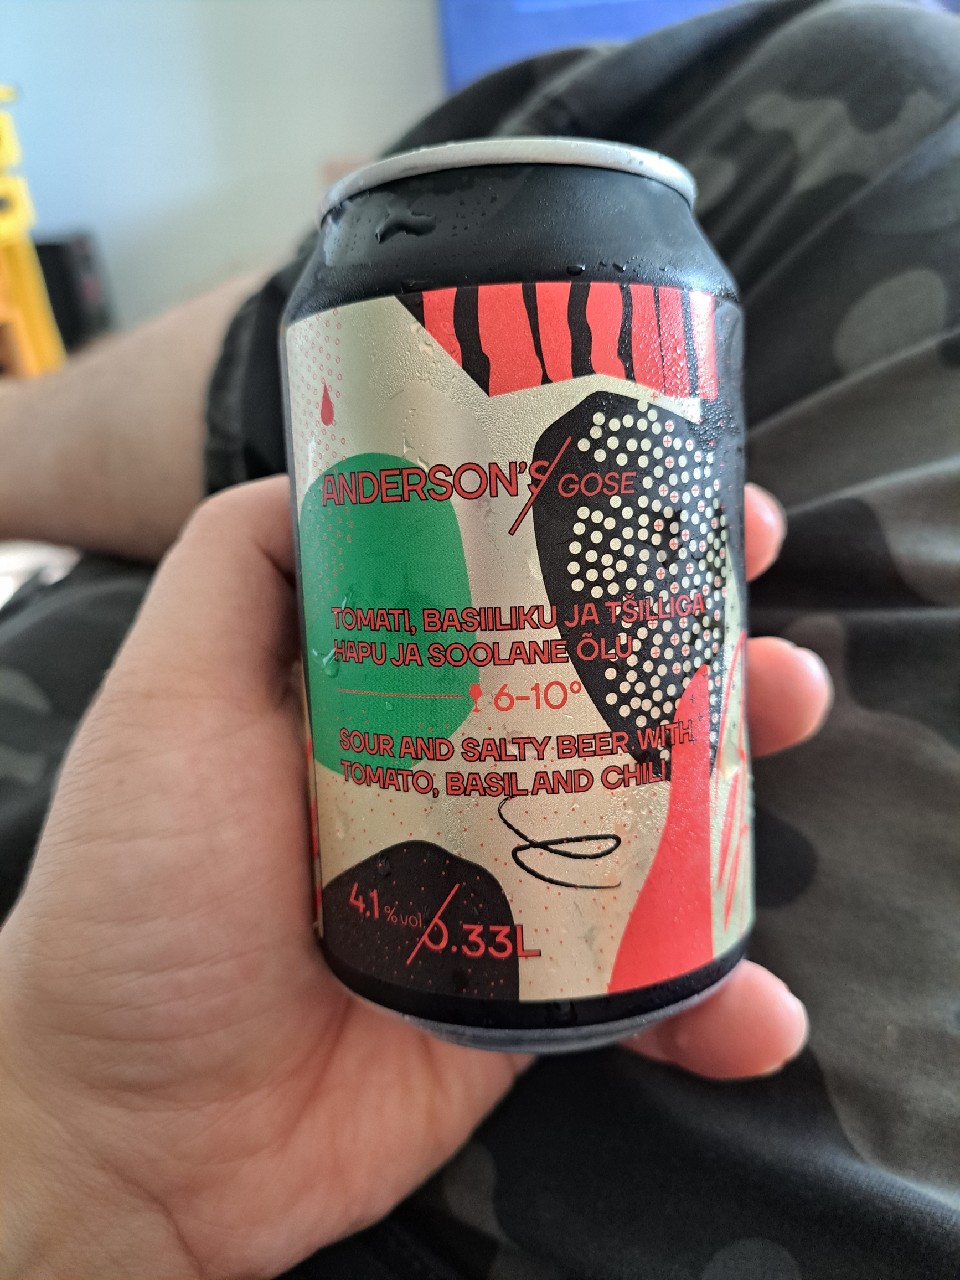 ANDERSON'S GOSE
TOMATI, BASIILIKU JA TŠILLIGA
HAPU JA SOOLANE ÕLU
6-10°
SOUR AND SALTY BEER WITH
TOMATO, BASIL AND CHILI
4.1 % vol 0.33L